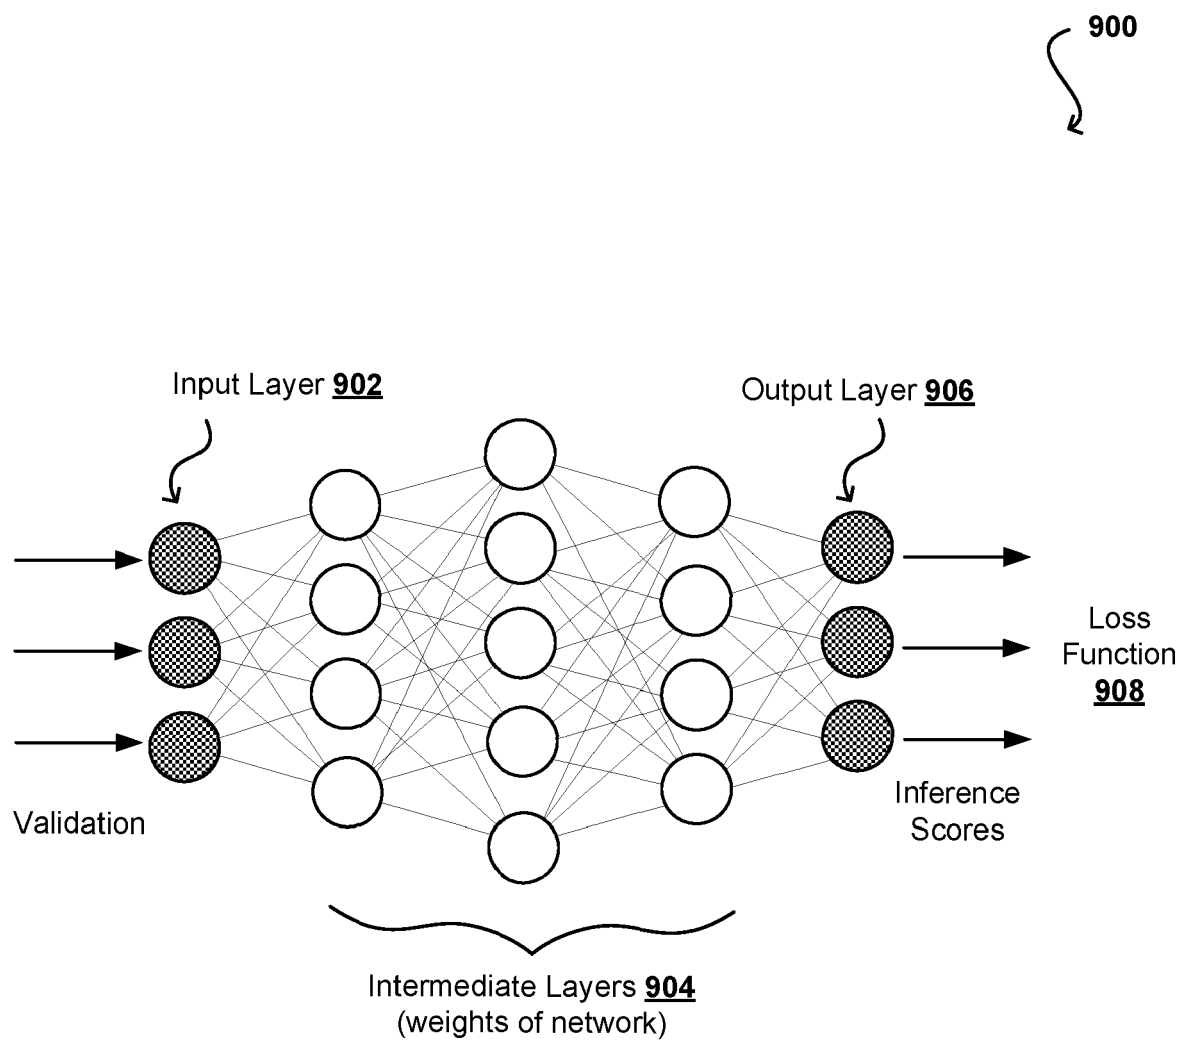 900
Input Layer 902
Output Layer 906
Loss
Function
908
Validation
Inference
Scores
Intermediate Layers 904
(weights of network)